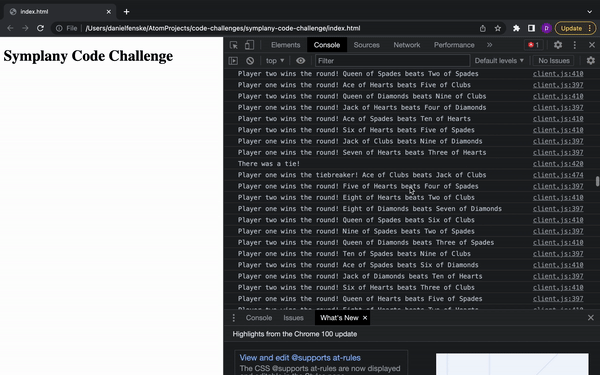 index.html
File /Users/danielfenske/AtomProjects/code-challenges/symplany-code-challenge/index.html
Update
Symplany Code Challenge
Elements Console Sources Network Performance 1
top Filter Default levels No Issues
Player two wins the round! Queen of Spades beats Two of Spades client.js:410
Player one wins the round! Ace of Hearts beats Five of Clubs client.js:397
Player two wins the round! Queen of Diamonds beats Nine of Clubs client.js:410
Player one wins the round! Jack of Hearts beats Four of Diamonds client.js:397
Player two wins the round! Ace of Spades beats Ten of Hearts client.js:410
Player two wins the round! Six of Hearts beats Five of Spades client.js:410
Player one wins the round! Jack of Clubs beats Nine of Diamonds client.js:397
Player one wins the round! Seven of Hearts beats Three of Hearts client.js:397
There was a tie! client.js:420
Player one wins the tiebreaker! Ace of Clubs beats Jack of Clubs client.js:474
Player one wins the round! Five of Hearts beats Four of Spades client.js:397
Player two wins the round! Eight of Hearts beats Two of Clubs client.js:410
Player one wins the round! Eight of Diamonds beats Seven of Diamonds client.js:397
Player two wins the round! Queen of Spades beats Six of Clubs client.js:410
Player one wins the round! Nine of Spades beats Two of Spades client.js:397
Player two wins the round! Queen of Diamonds beats Three of Spades client.js:410
Player one wins the round! Ten of Spades beats Nine of Clubs client.js:397
Player two wins the round! Ace of Spades beats Six of Diamonds client.js:410
Player one wins the round! Jack of Diamonds beats Ten of Hearts client.js:397
Player two wins the round! Six of Hearts beats Three of Clubs client.js:410
Player one wins the round! Queen of Hearts beats Five of Spades client.js:397
Console Issues What's New
Highlights from the Chrome 100 update
View and edit @supports at-rules
The CSS @supports at-rules are now displayed